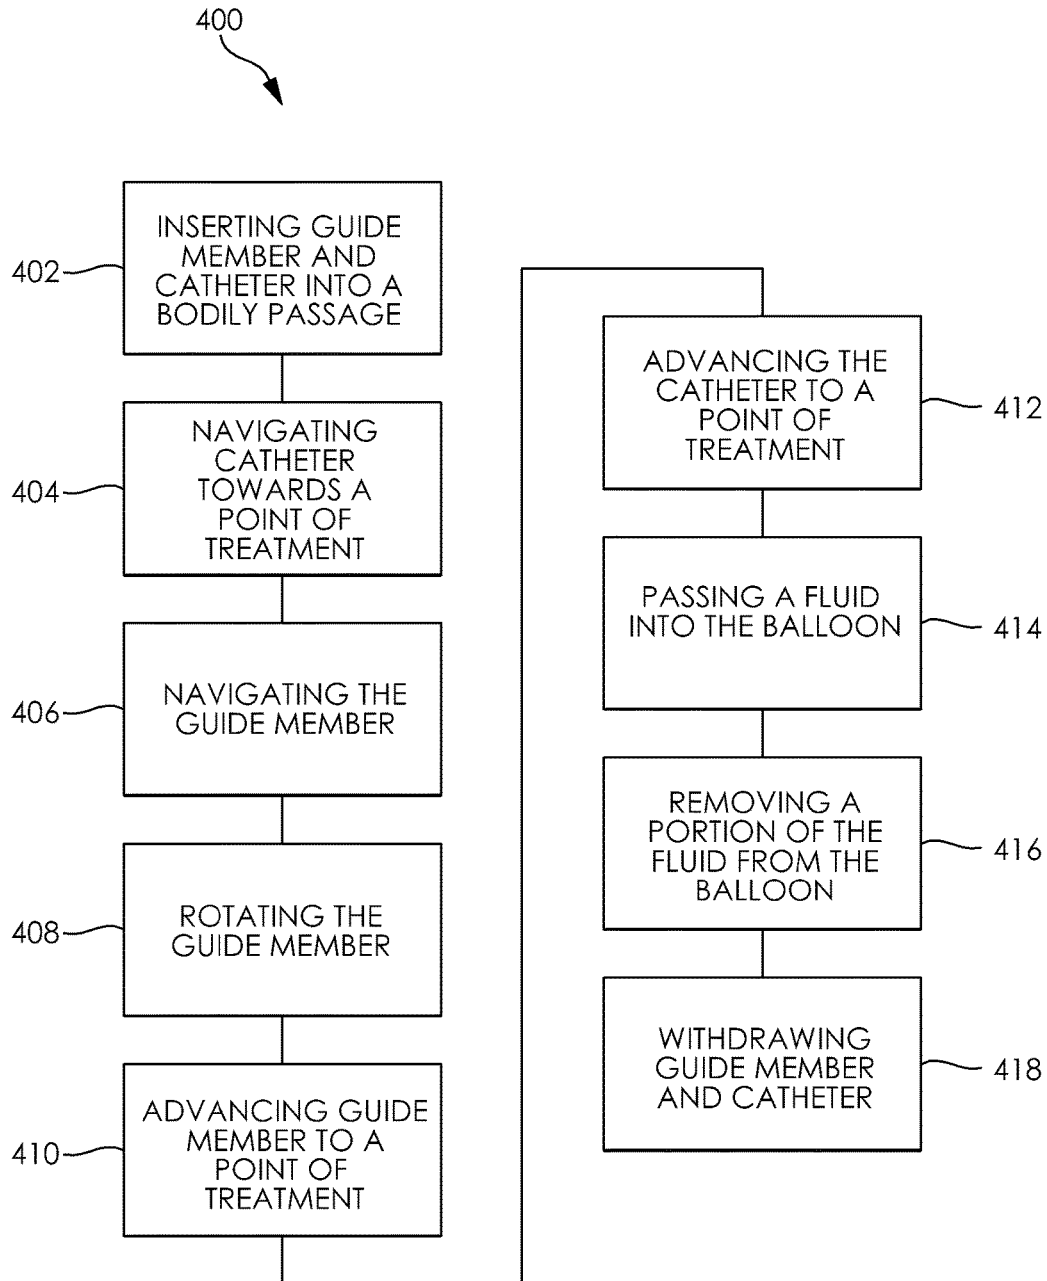 400
402
INSERTING GUIDE
MEMBER AND
CATHETER INTO A
BODILY PASSAGE
404
NAVIGATING
CATHETER
TOWARDS A
POINT OF
TREATMENT
406
NAVIGATING THE
GUIDE MEMBER
408
ROTATING THE
GUIDE MEMBER
410
ADVANCING GUIDE
MEMBER TO A
POINT OF
TREATMENT
ADVANCING THE
CATHETER TO A
POINT OF
TREATMENT
412
PASSING A FLUID
INTO THE BALLOON
414
REMOVING A
PORTION OF THE
FLUID FROM THE
BALLOON
416
WITHDRAWING
GUIDE MEMBER
AND CATHETER
418